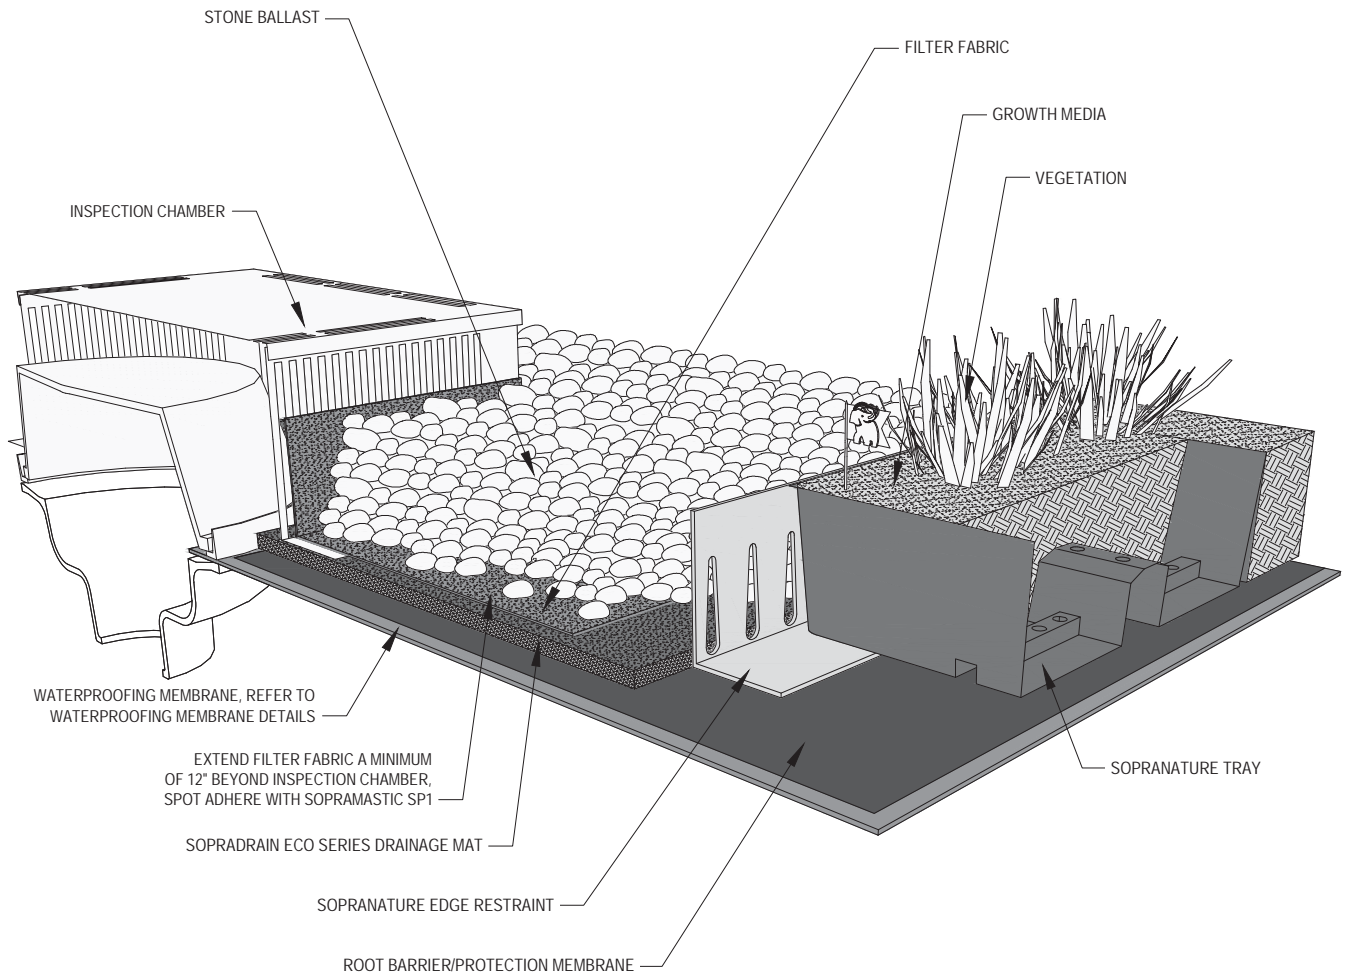 STONE BALLAST
FILTER FABRIC
GROWTH MEDIA
VEGETATION
INSPECTION CHAMBER
WATERPROOFING MEMBRANE, REFER TO
WATERPROOFING MEMBRANE DETAILS
EXTEND FILTER FABRIC A MINIMUM
OF 12" BEYOND INSPECTION CHAMBER,
SPOT ADHERE WITH SOPRAMASTIC SP1
SOPRANATURE TRAY
SOPRADRAIN ECO SERIES DRAINAGE MAT
SOPRANATURE EDGE RESTRAINT
ROOT BARRIER/PROTECTION MEMBRANE